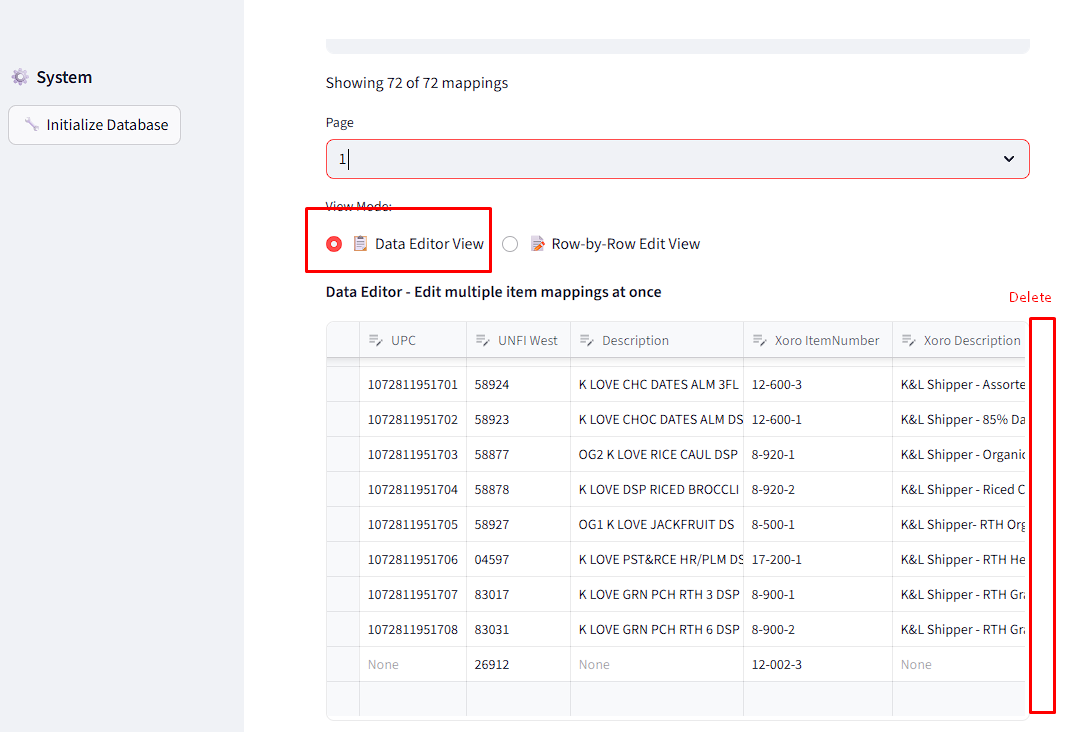 System
Initialize Database
Showing 72 of 72 mappings
Page
1
View Mode:
Data Editor View
Row-by-Row Edit View
Data Editor - Edit multiple item mappings at once
Delete
UPC UNFI West Description Xoro ItemNumber Xoro Description
1072811951701 58924 K LOVE CHC DATES ALM 3FL 12-600-3 K&L Shipper - Assorte
1072811951702 58923 K LOVE CHOC DATES ALM DS 12-600-1 K&L Shipper - 85% Da
1072811951703 58877 OG2 K LOVE RICE CAUL DSP 8-920-1 K&L Shipper - Organic
1072811951704 58878 K LOVE DSP RICED BROCCLI 8-920-2 K&L Shipper - Riced C
1072811951705 58927 OG1 K LOVE JACKFRUIT DS 8-500-1 K&L Shipper- RTH Org
1072811951706 04597 K LOVE PST&RCE HR/PLM DS 17-200-1 K&L Shipper - RTH He
1072811951707 83017 K LOVE GRN PCH RTH 3 DSP 8-900-1 K&L Shipper - RTH Gra
1072811951708 83031 K LOVE GRN PCH RTH 6 DSP 8-900-2 K&L Shipper - RTH Gra
None 26912 None 12-002-3 None